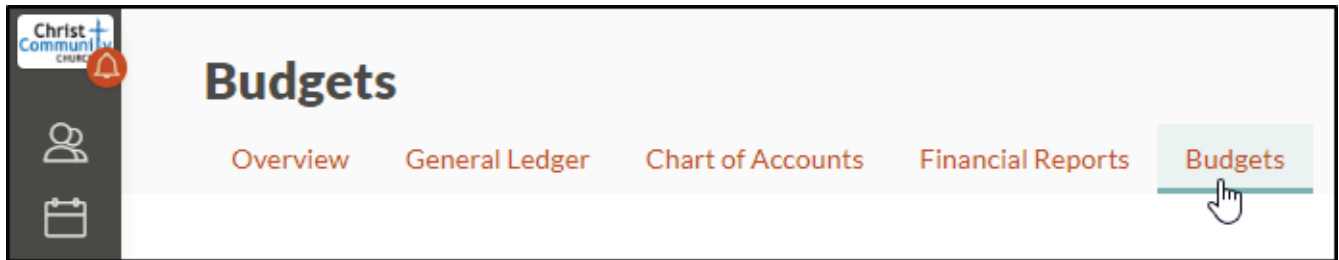 Christ
Community
Budgets
Overview General Ledger Chart of Accounts Financial Reports Budgets